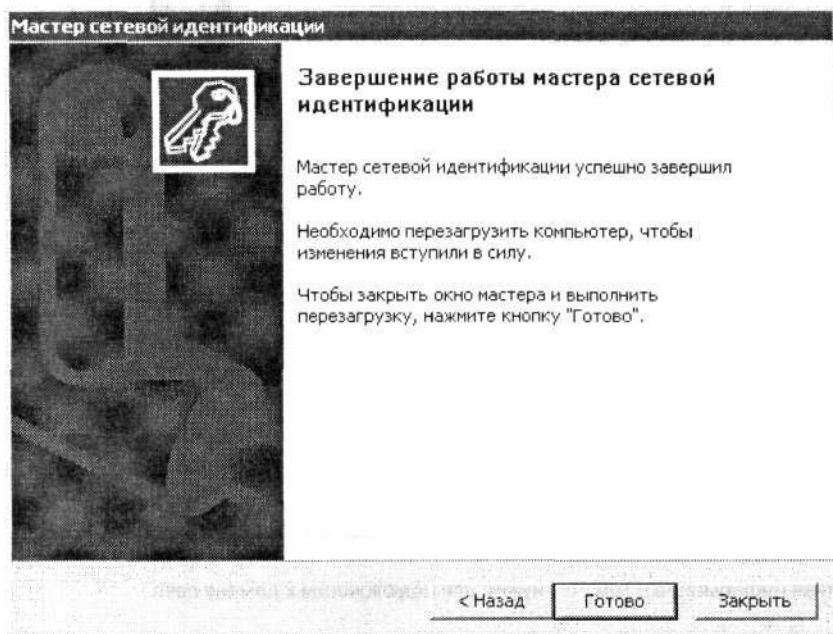 Мастер сетевой идентификации
Завершение работы мастера сетевой
идентификации
Мастер сетевой идентификации успешно завершил
работу.
Необходимо перезагрузить компьютер, чтобы
изменения вступили в силу.
Чтобы закрыть окно мастера и выполнить
перезагрузку, нажмите кнопку "Готово".
< Назад
Готово
Закрыть